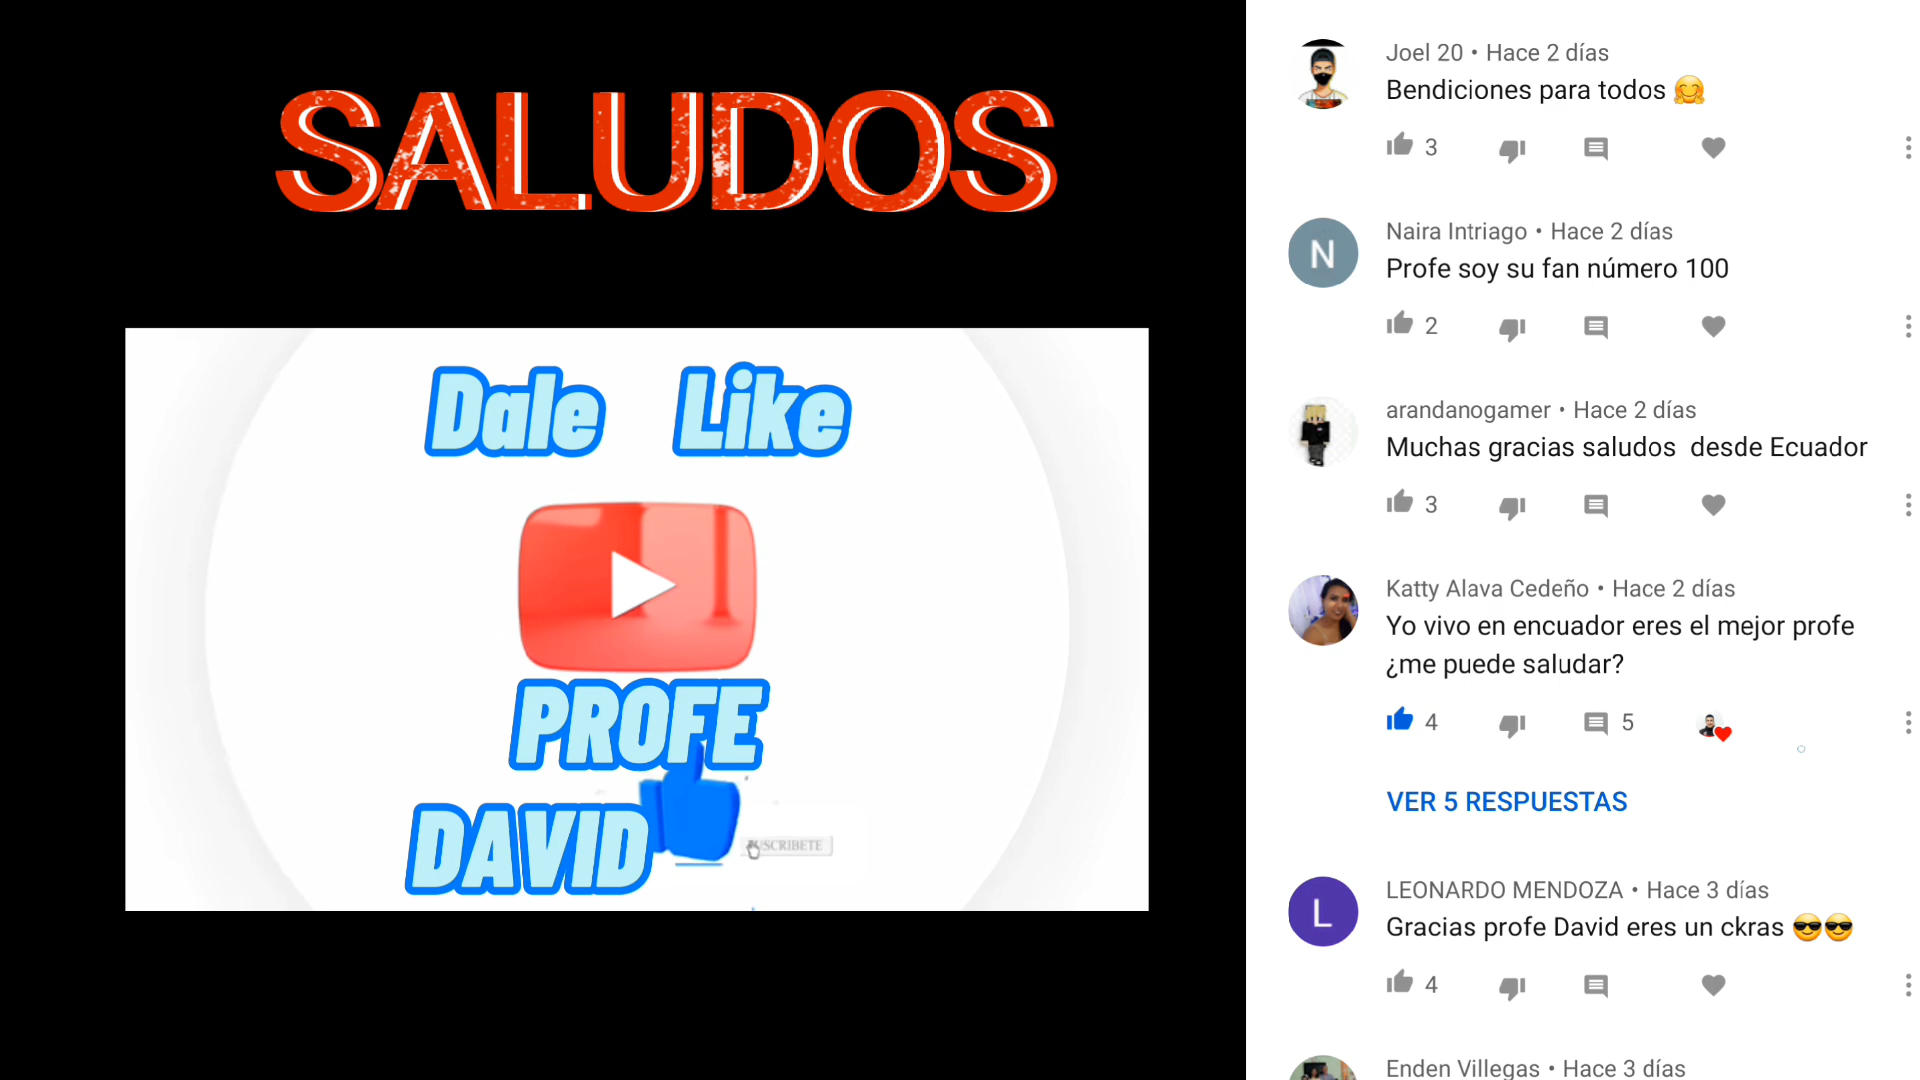 SALUDOS
Dale Like
PROFE
DAVID
SUSCRIBETE
Joel 20 • Hace 2 días
Bendiciones para todos 🤗
3
N
Naira Intriago • Hace 2 días
Profe soy su fan número 100
2
arandanogamer • Hace 2 días
Muchas gracias saludos  desde Ecuador
3
Katty Alava Cedeño • Hace 2 días
Yo vivo en encuador eres el mejor profe
¿me puede saludar?
4 5
VER 5 RESPUESTAS
L
LEONARDO MENDOZA • Hace 3 días
Gracias profe David eres un ckras 😎😎
4
Enden Villegas • Hace 3 días